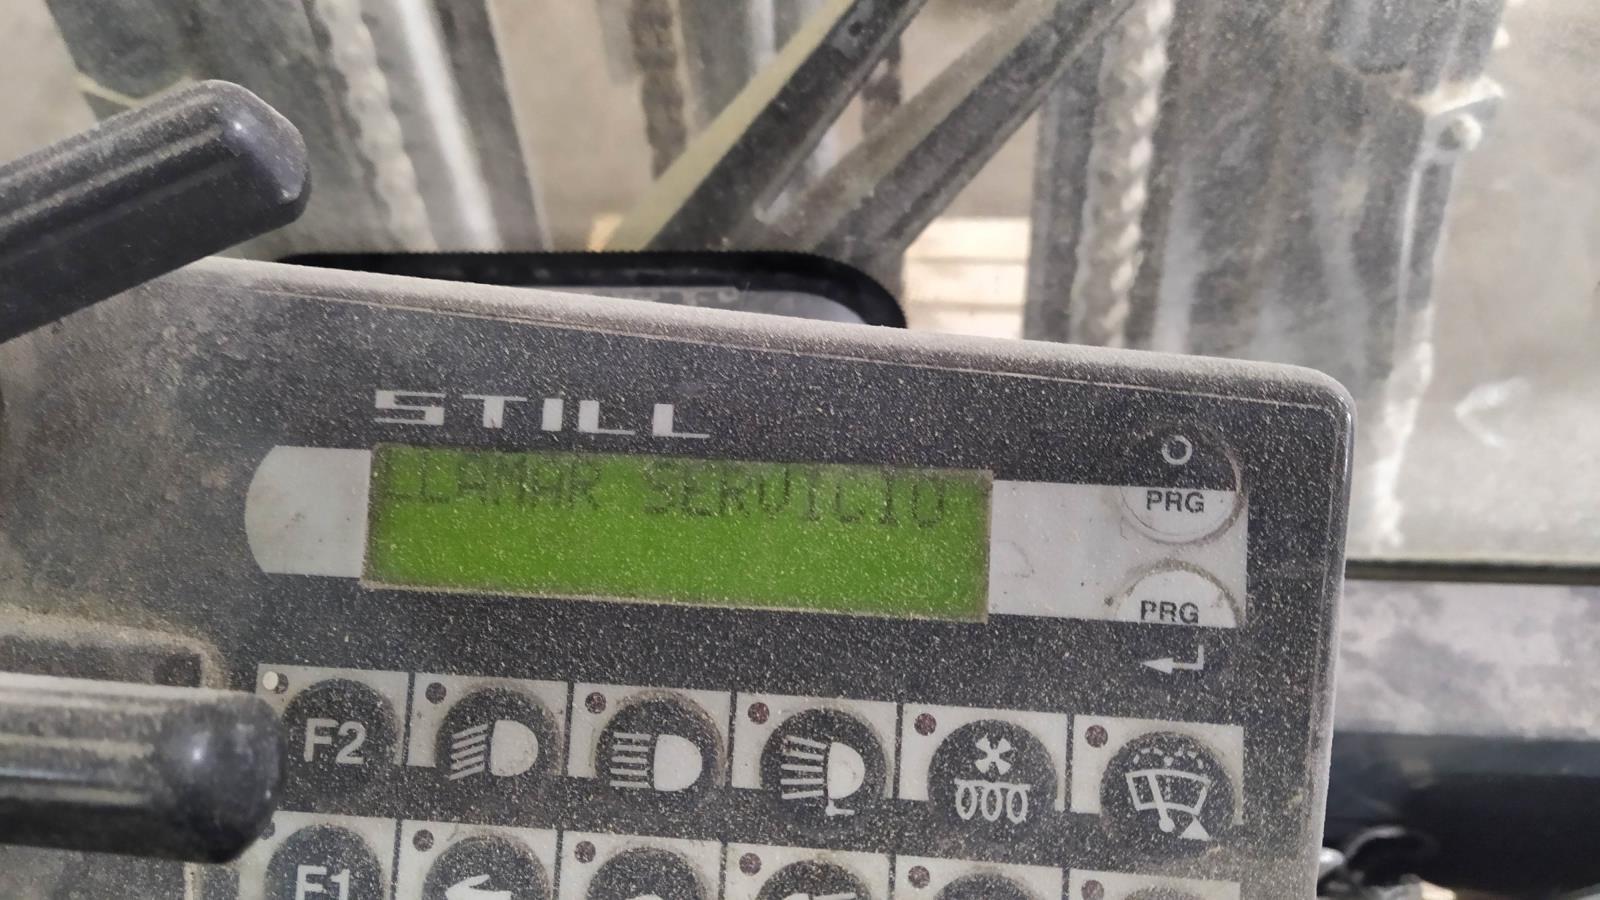 STILL
LLAMAR SERVICIO
PRG
PRG
F2
F1